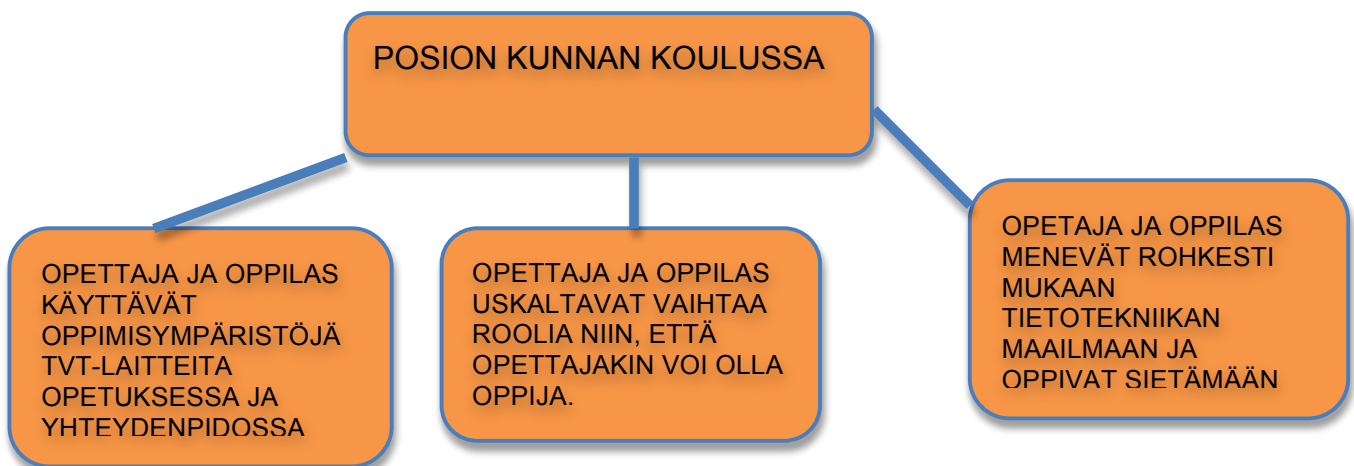 POSION KUNNAN KOULUSSA
OPETTAJA JA OPPILAS
KÄYTTÄVÄT
OPPIMISYMPÄRISTÖJÄ
TVT-LAITTEITA
OPETUKSESSA JA
YHTEYDENPIDOSSA
OPETTAJA JA OPPILAS
USKALTAVAT VAIHTAA
ROOLIA NIIN, ETTÄ
OPETTAJAKIN VOI OLLA
OPPIJA.
OPETAJA JA OPPILAS
MENEVÄT ROHKESTI
MUKAAN
TIETOTEKNIIKAN
MAAILMAAN JA
OPPIVAT SIETÄMÄÄN